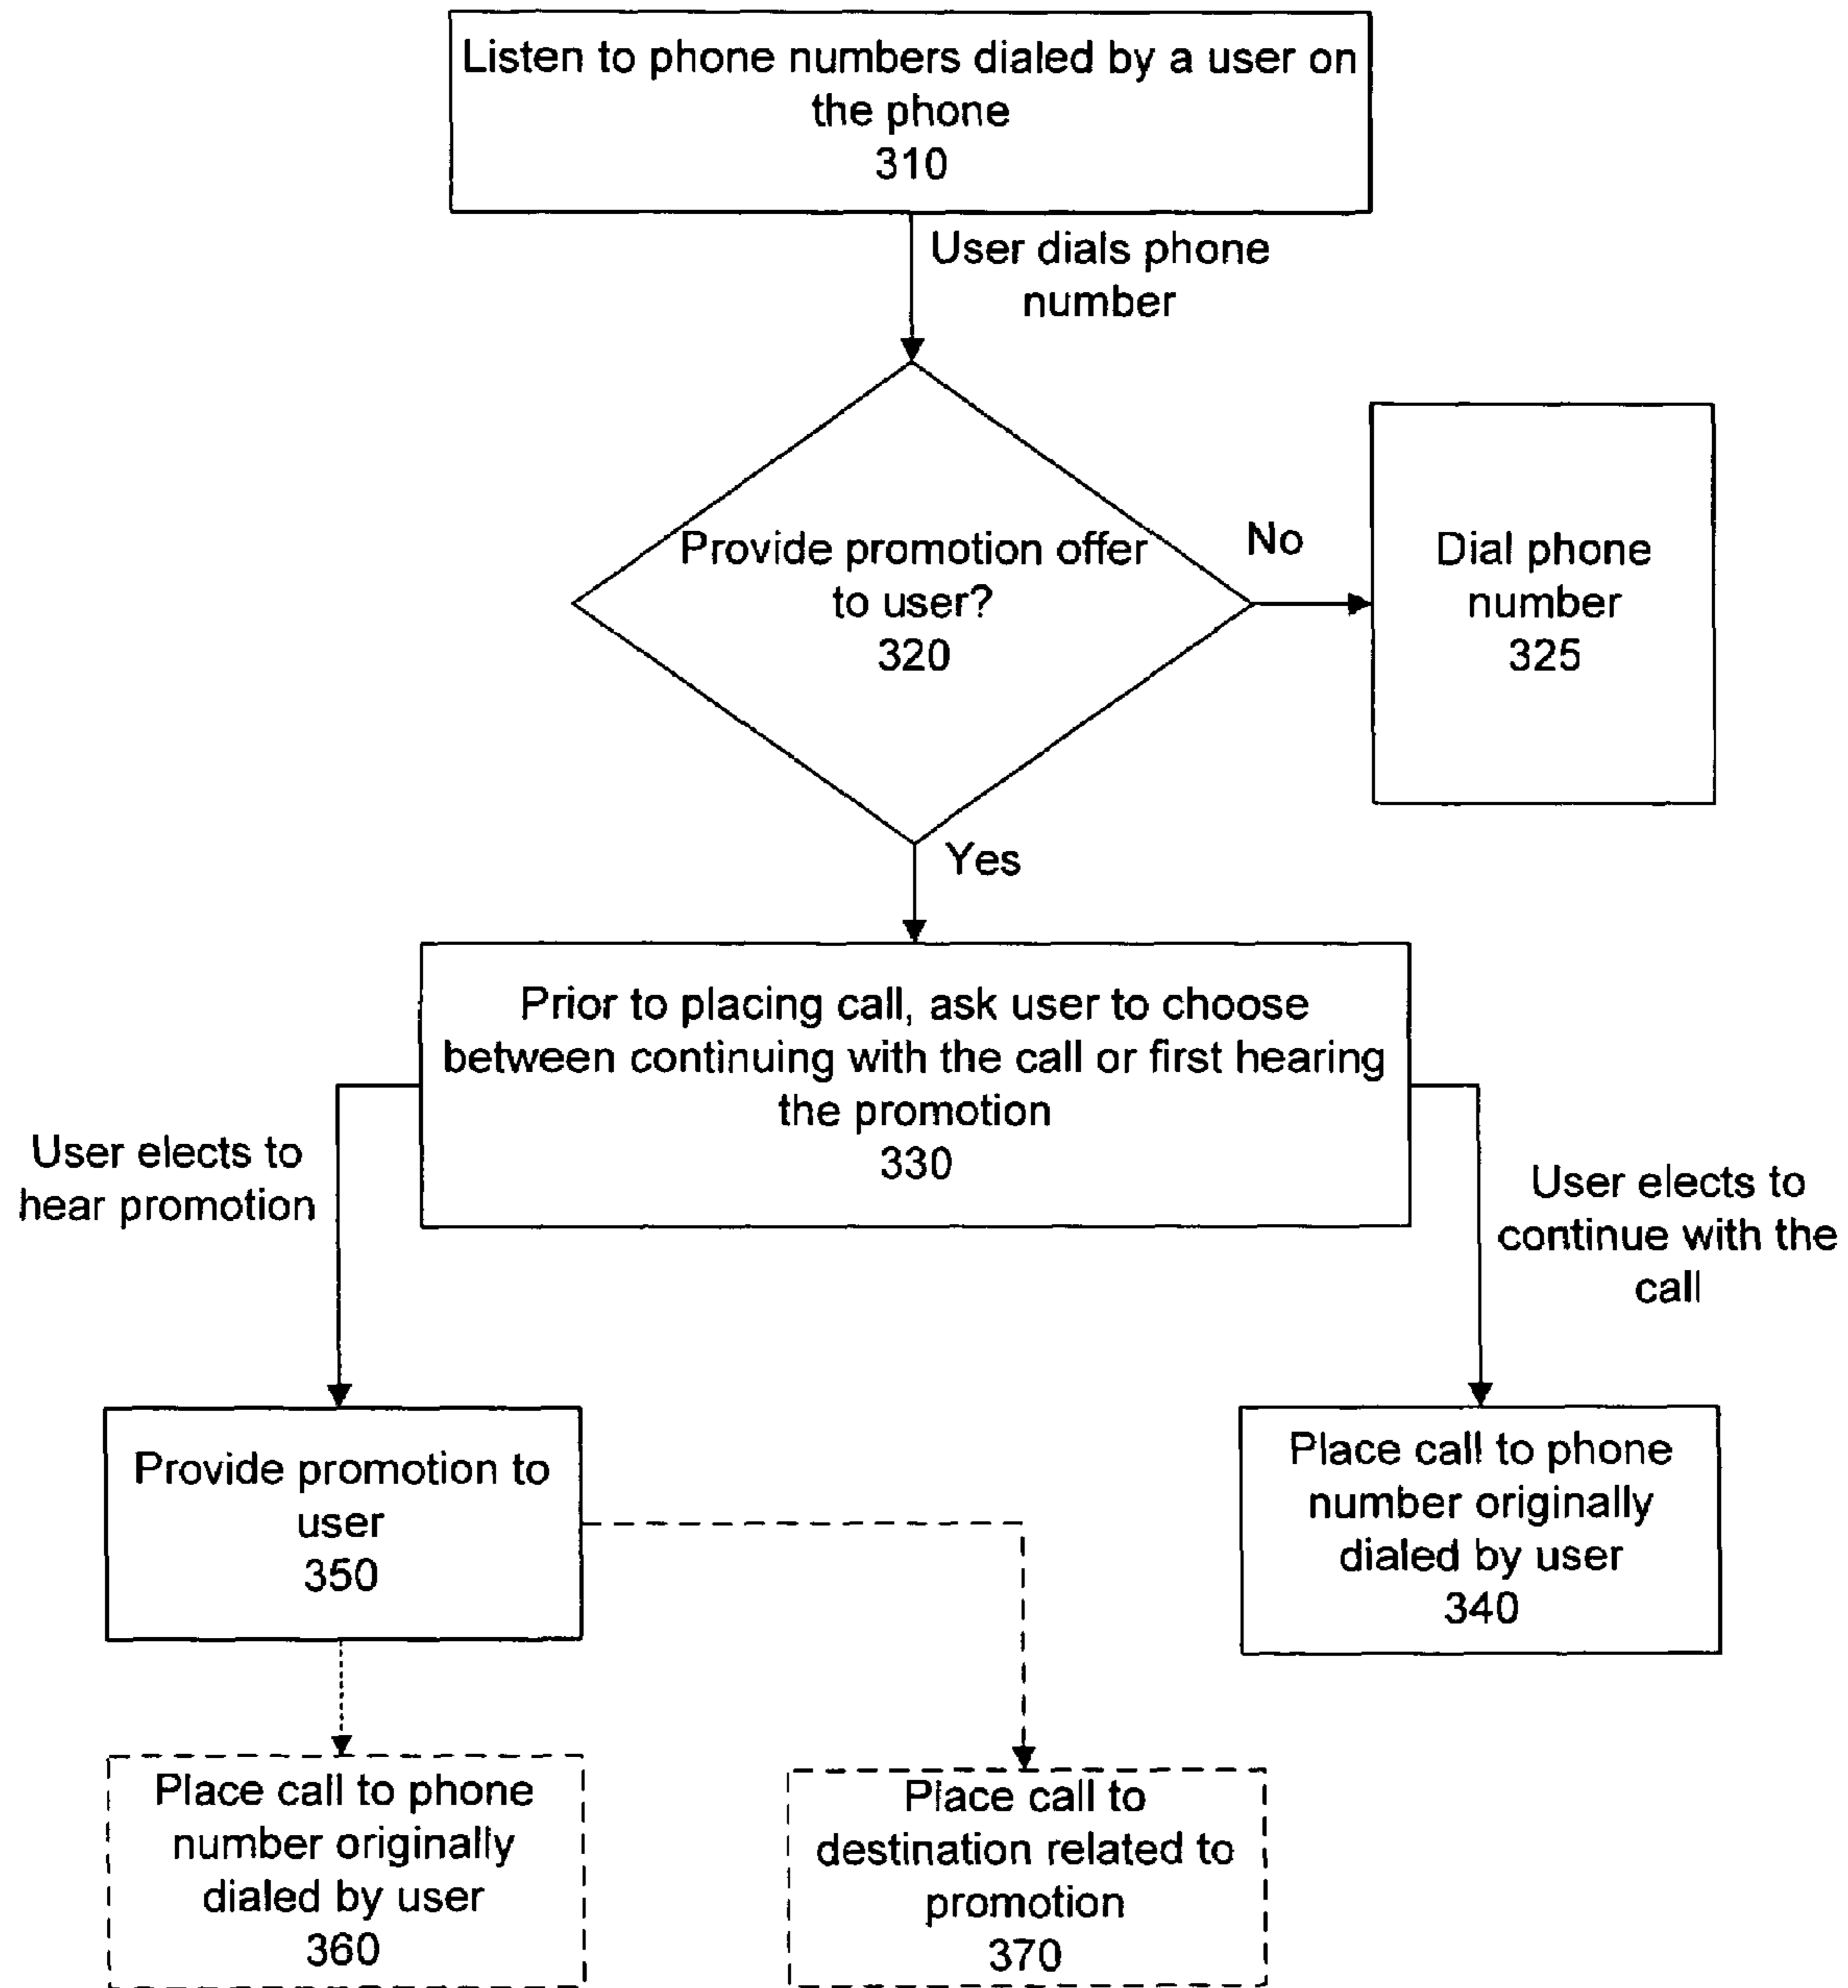 Listen to phone numbers dialed by a user on
the phone
310
User dials phone
number
Provide promotion offer
to user?
320
No
Dial phone
number
325
Yes
Prior to placing call, ask user to choose
between continuing with the call or first hearing
the promotion
330
User elects to
hear promotion
User elects to
continue with the
call
Provide promotion to
user
350
Place call to phone
number originally
dialed by user
340
Place call to phone
number originally
dialed by user
360
Place call to
destination related to
promotion
370